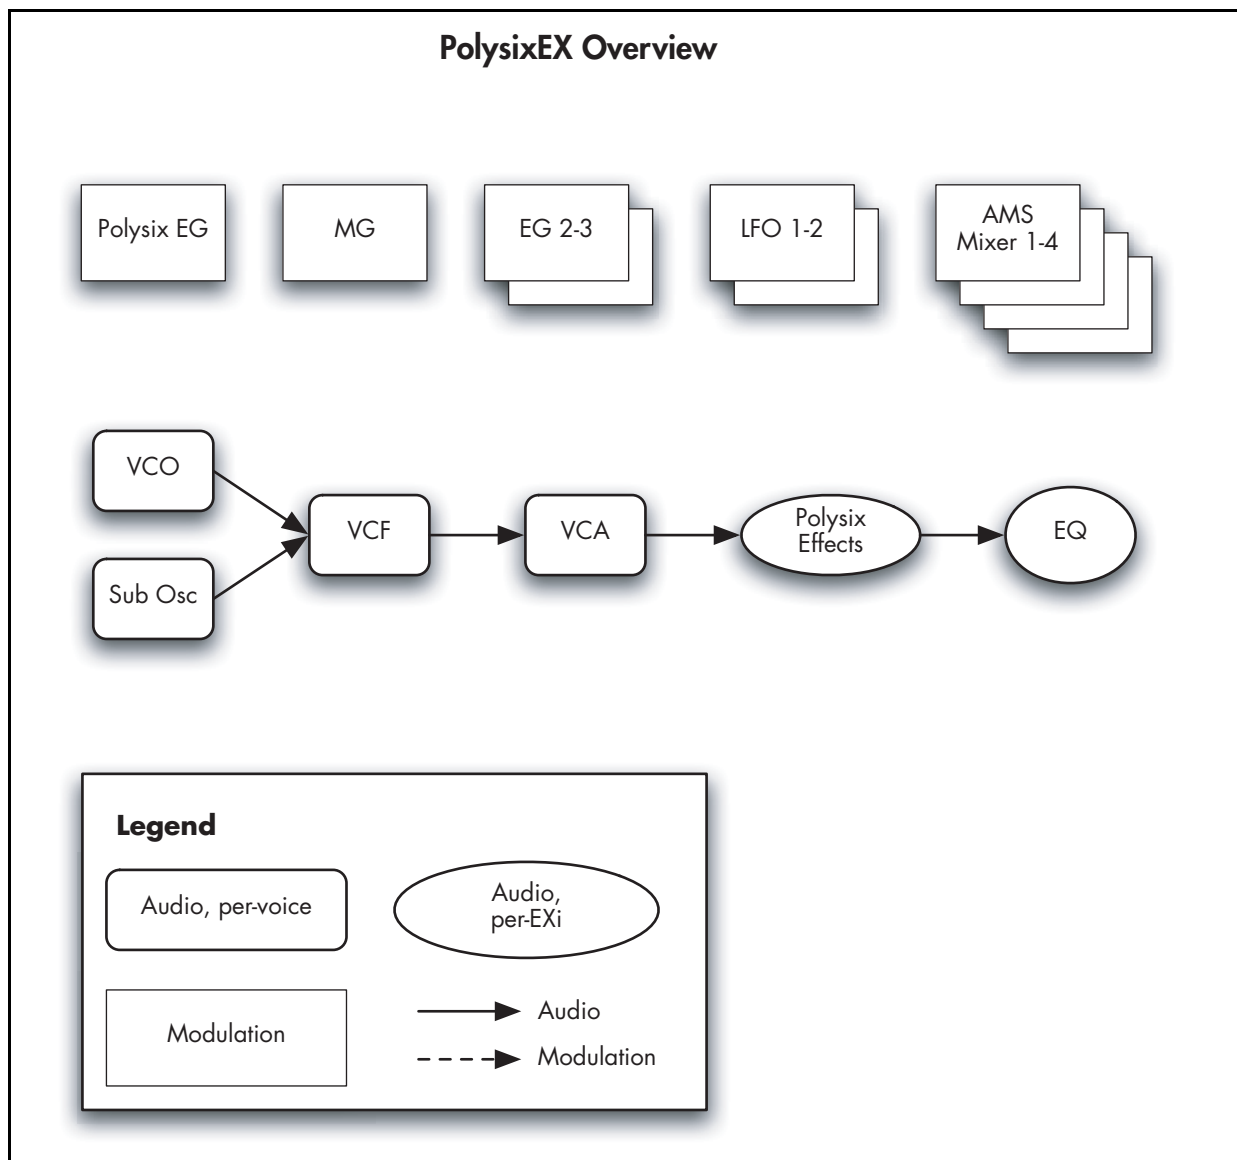 PolysixEX Overview
Polysix EG
MG
EG 2-3
LFO 1-2
AMS
Mixer 1-4
VCO
Sub Osc
VCF
VCA
Polysix
Effects
EQ
Legend
Audio, per-voice
Audio,
per-EXi
Modulation
Audio
Modulation